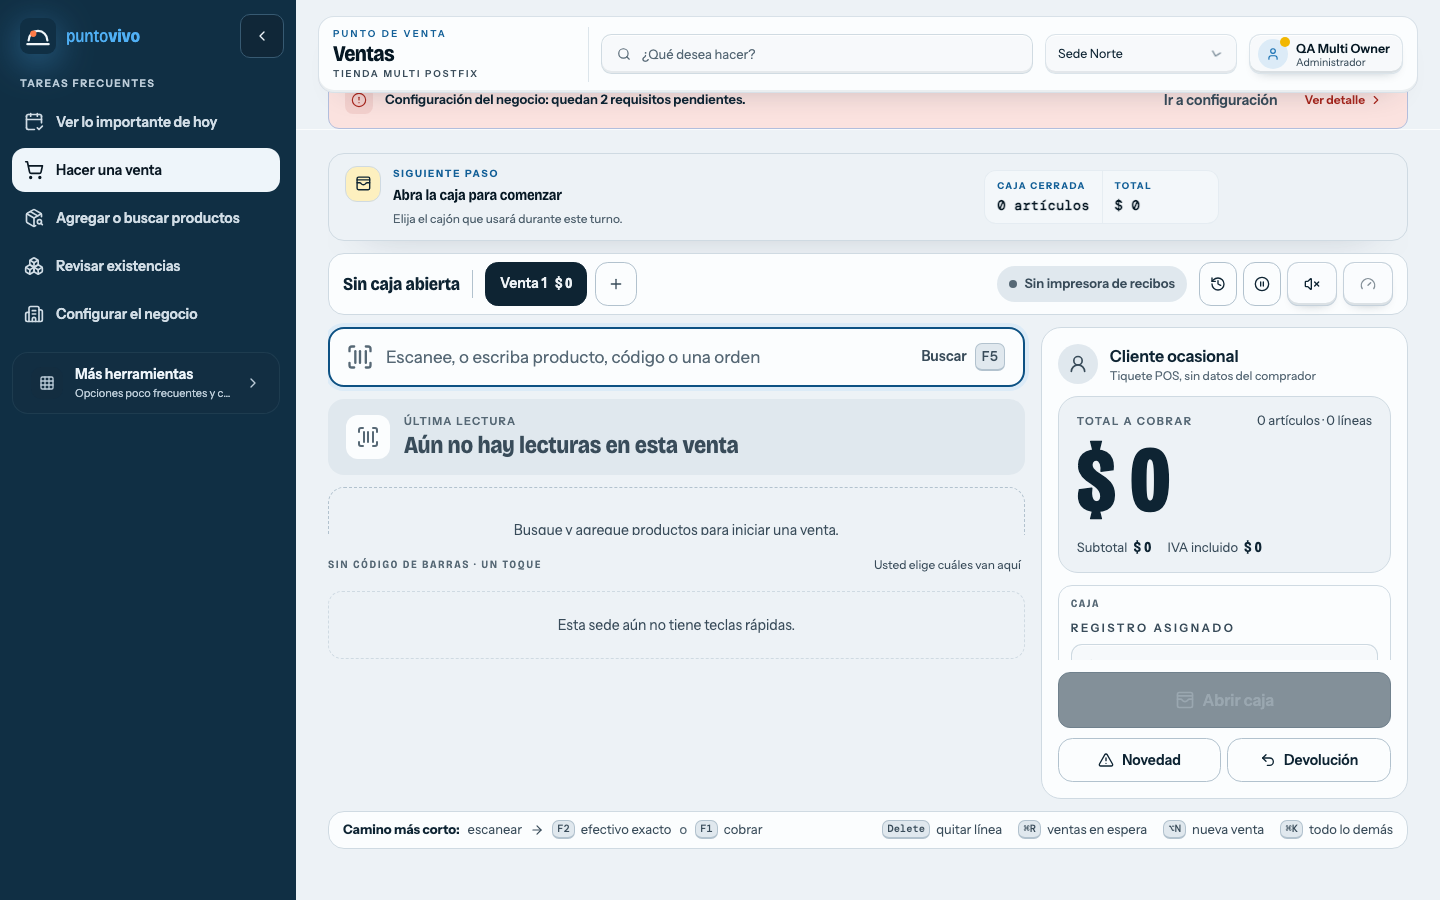 puntovivo
TAREAS FRECUENTES
Ver lo importante de hoy
Hacer una venta
Agregar o buscar productos
Revisar existencias
Configurar el negocio
Más herramientas
Opciones poco frecuentes y c...
PUNTO DE VENTA
Ventas
TIENDA MULTI POSTFIX
¿Qué desea hacer?
Sede Norte
QA Multi Owner
Administrador
Configuración del negocio: quedan 2 requisitos pendientes.
Ir a configuración
Ver detalle
SIGUIENTE PASO
Abra la caja para comenzar
Elija el cajón que usará durante este turno.
CAJA CERRADA
0 artículos
TOTAL
$ 0
Sin caja abierta
Venta 1 $ 0
Sin impresora de recibos
Escanee, o escriba producto, código o una orden
Buscar F5
ÚLTIMA LECTURA
Aún no hay lecturas en esta venta
Busque y agregue productos para iniciar una venta.
SIN CÓDIGO DE BARRAS · UN TOQUE
Usted elige cuáles van aquí
Esta sede aún no tiene teclas rápidas.
Cliente ocasional
Tiquete POS, sin datos del comprador
TOTAL A COBRAR
0 artículos · 0 líneas
$ 0
Subtotal $ 0 IVA incluido $ 0
CAJA
REGISTRO ASIGNADO
Abrir caja
Novedad
Devolución
Camino más corto: escanear → F2 efectivo exacto o F1 cobrar
Delete quitar línea ⌘R ventas en espera ⌥N nueva venta ⌘K todo lo demás